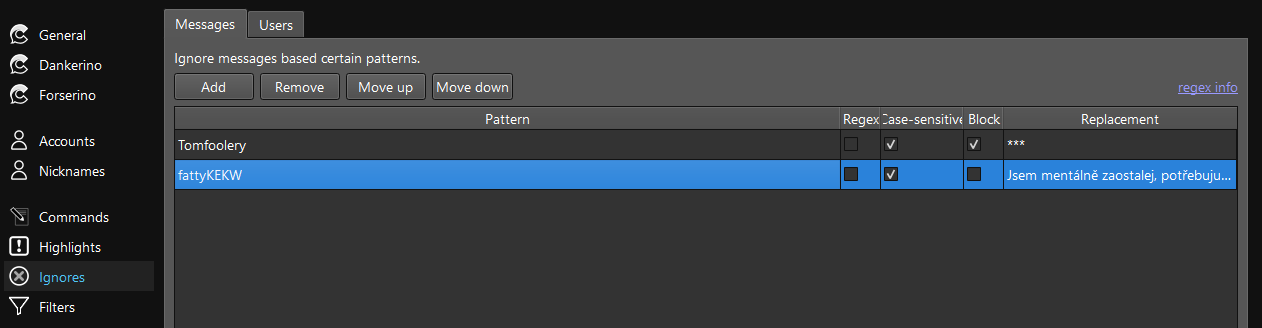 General
Dankerino
Forserino
Accounts
Nicknames
Commands
Highlights
Ignores
Filters
Messages Users
Ignore messages based certain patterns.
Add Remove Move up Move down regex info
Pattern Regex Case-sensitive Block Replacement
Tomfoolery ***
fattyKEKW Jsem mentálně zaostalej, potřebuju...